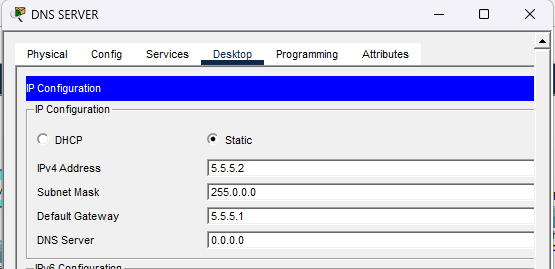 DNS SERVER
Physical Config Services Desktop Programming Attributes
IP Configuration
IP Configuration
DHCP Static
IPv4 Address 5.5.5.2
Subnet Mask 255.0.0.0
Default Gateway 5.5.5.1
DNS Server 0.0.0.0
IPv6 Configuration